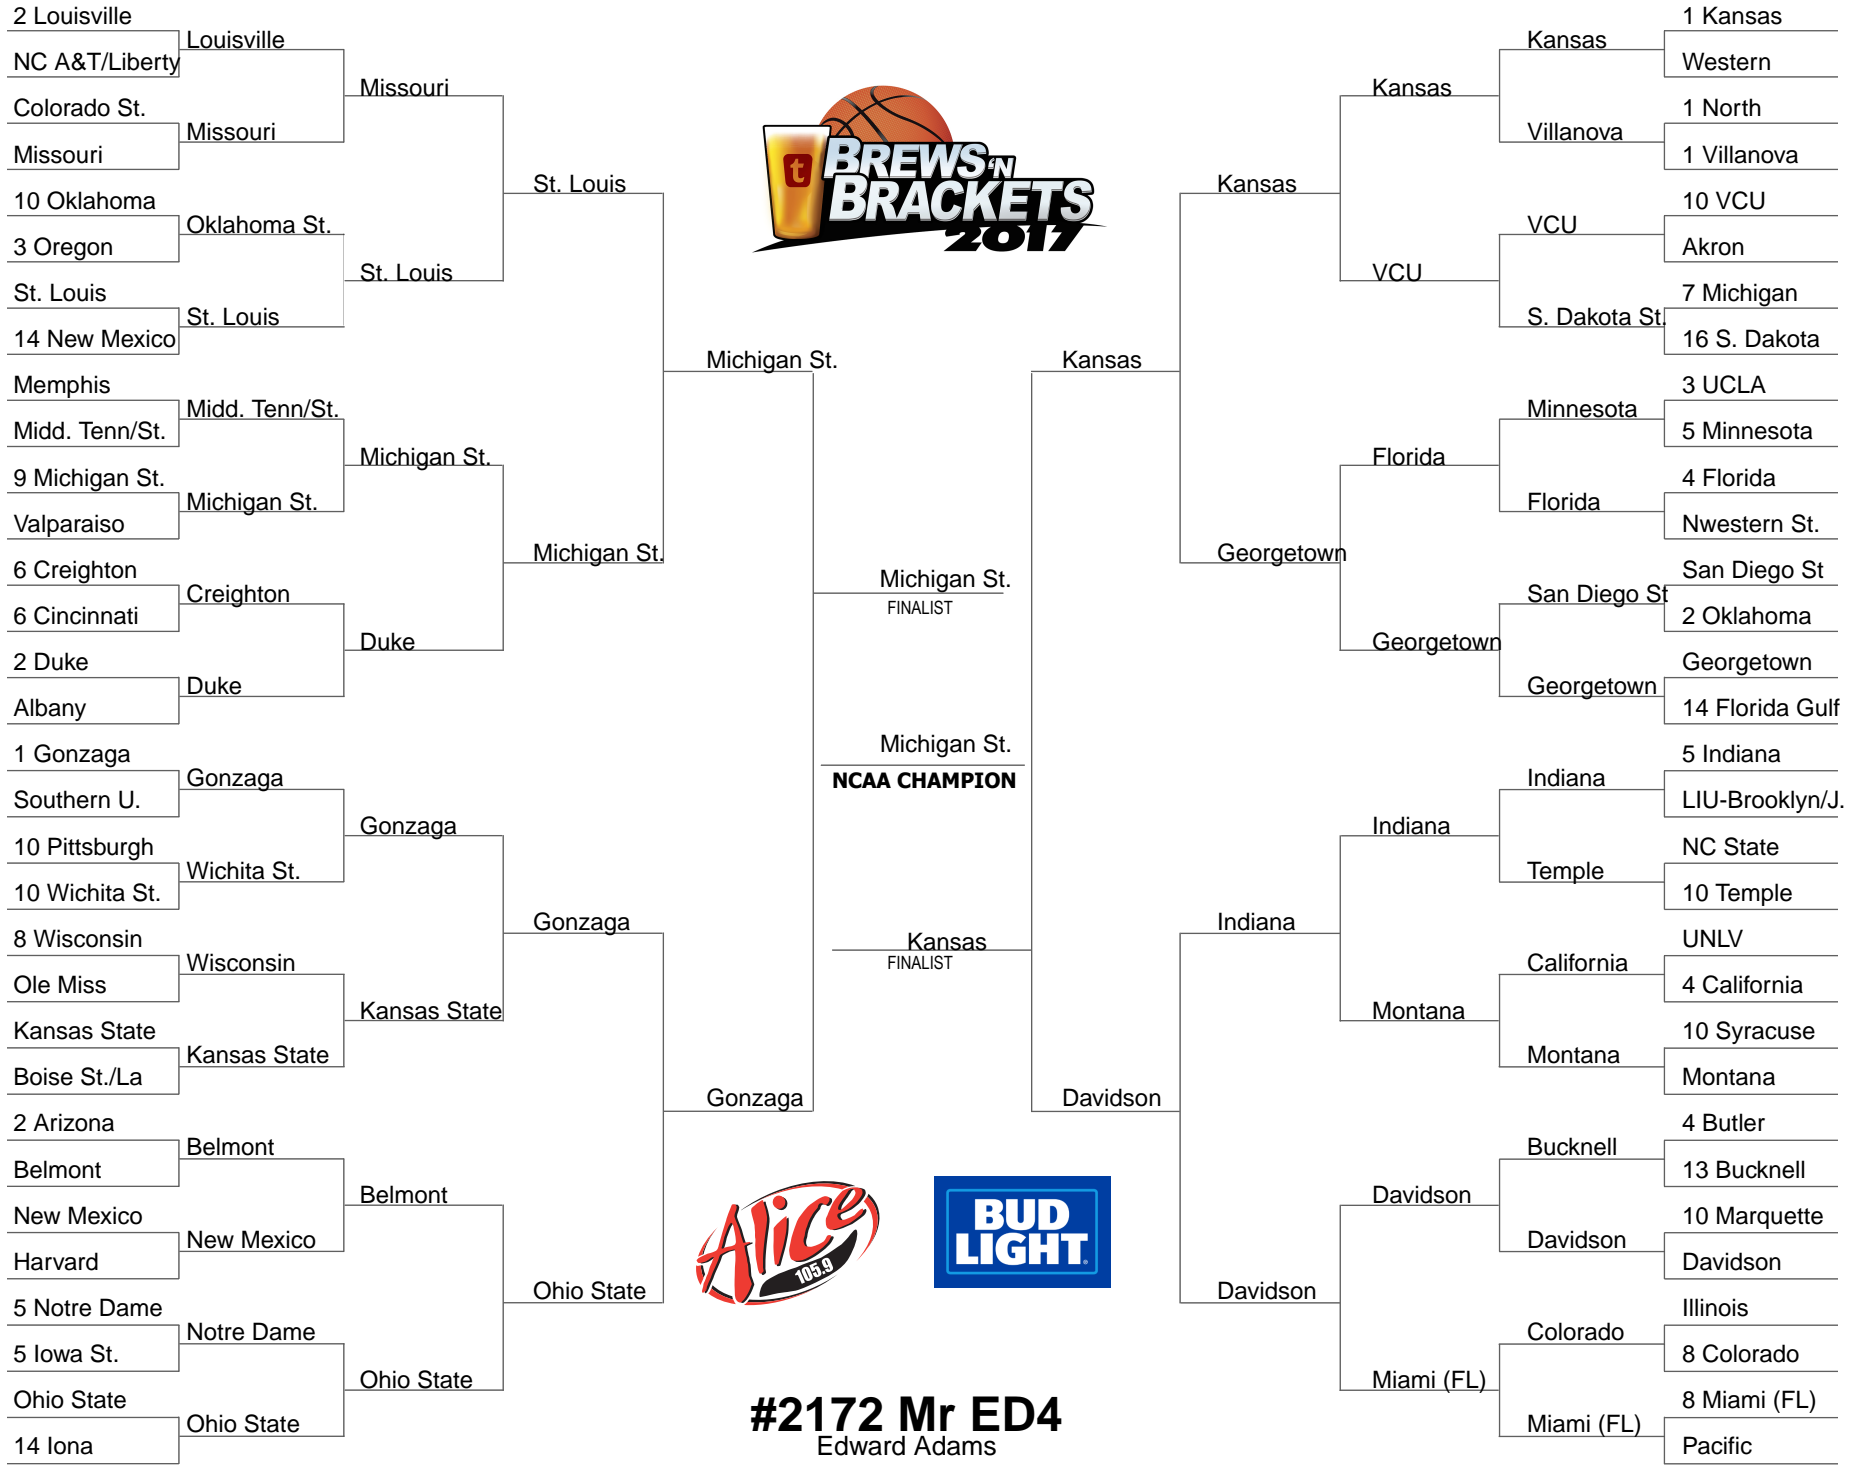 2 Louisville
NC A&T/Liberty
Colorado St.
Missouri
10 Oklahoma
3 Oregon
St. Louis
14 New Mexico
Memphis
Midd. Tenn/St.
9 Michigan St.
Valparaiso
6 Creighton
6 Cincinnati
2 Duke
Albany
1 Gonzaga
Southern U.
10 Pittsburgh
10 Wichita St.
8 Wisconsin
Ole Miss
Kansas State
Boise St./La
2 Arizona
Belmont
New Mexico
Harvard
5 Notre Dame
5 Iowa St.
Ohio State
14 Iona
Louisville
Missouri
Oklahoma St.
St. Louis
Midd. Tenn/St.
Michigan St.
Creighton
Duke
Gonzaga
Wichita St.
Wisconsin
Kansas State
Belmont
New Mexico
Notre Dame
Ohio State
Missouri
St. Louis
Michigan St.
Duke
Gonzaga
Kansas State
Belmont
Ohio State
St. Louis
Michigan St.
Gonzaga
Ohio State
Michigan St.
Gonzaga
t
BREWS 'N
BRACKETS
2017
Michigan St.
FINALIST
Michigan St.
NCAA CHAMPION
Kansas
FINALIST
Alice
105.9
BUD
LIGHT
#2172 Mr ED4
Edward Adams
Kansas
Davidson
Kansas
Georgetown
Indiana
Davidson
Kansas
VCU
Florida
Georgetown
Indiana
Montana
Davidson
Miami (FL)
Kansas
Villanova
VCU
S. Dakota St.
Minnesota
Florida
San Diego St
Georgetown
Indiana
Temple
California
Montana
Bucknell
Davidson
Colorado
Miami (FL)
1 Kansas
Western
1 North
1 Villanova
10 VCU
Akron
7 Michigan
16 S. Dakota
3 UCLA
5 Minnesota
4 Florida
Nwestern St.
San Diego St
2 Oklahoma
Georgetown
14 Florida Gulf
5 Indiana
LIU-Brooklyn/J.
NC State
10 Temple
UNLV
4 California
10 Syracuse
Montana
4 Butler
13 Bucknell
10 Marquette
Davidson
Illinois
8 Colorado
8 Miami (FL)
Pacific